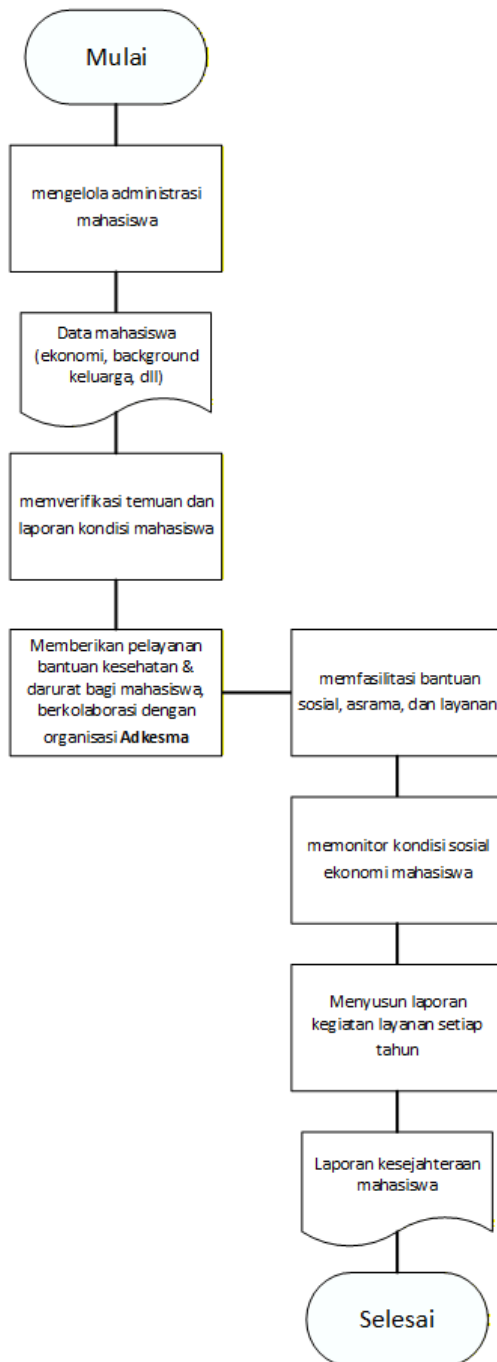 Mulai
mengelola administrasi
mahasiswa
Data mahasiswa
(ekonomi, background
keluarga, dll)
memverifikasi temuan dan
laporan kondisi mahasiswa
Memberikan pelayanan
bantuan kesehatan &
darurat bagi mahasiswa,
berkolaborasi dengan
organisasi Adkesma
memfasilitasi bantuan
sosial, asrama, dan layanan
memonitor kondisi sosial
ekonomi mahasiswa
Menyusun laporan
kegiatan layanan setiap
tahun
Laporan kesejahteraan
mahasiswa
Selesai